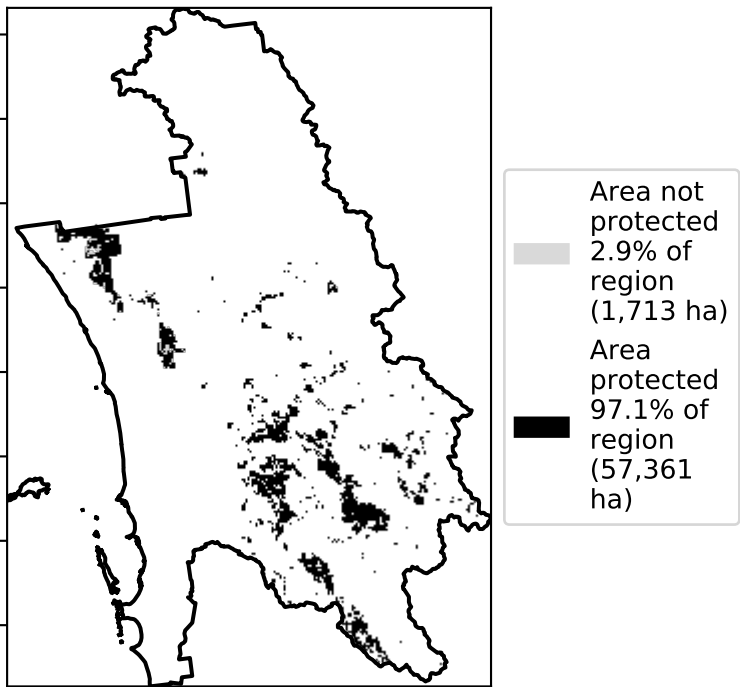 Area not
protected
2.9% of
region
(1,713 ha)
Area
protected
97.1% of
region
(57,361
ha)